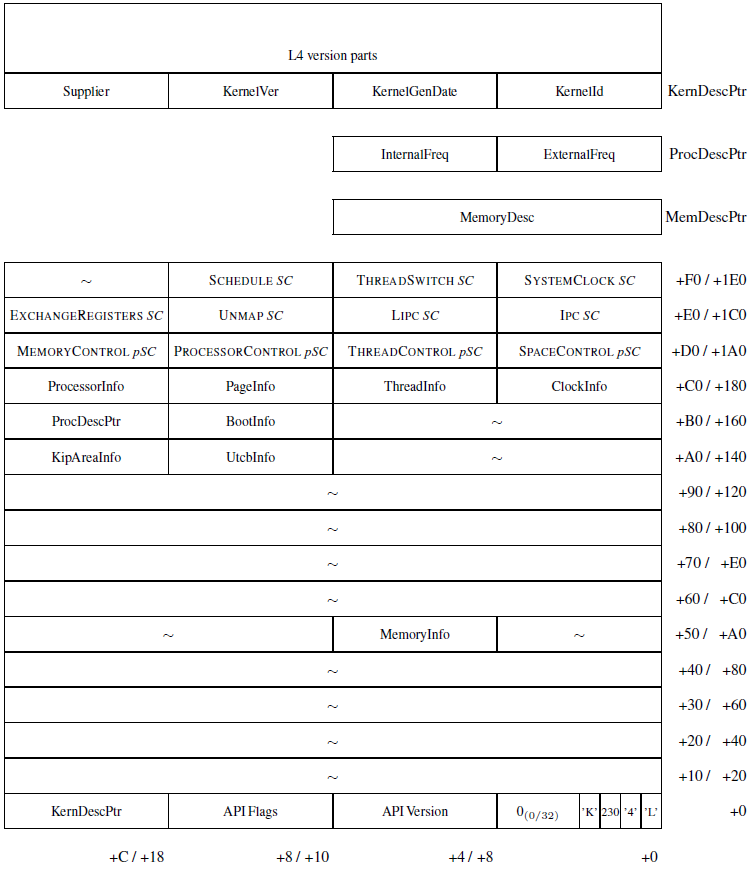 L4 version parts
Supplier KernelVer KernelGenDate KernelId KernDescPtr
InternalFreq ExternalFreq ProcDescPtr
MemoryDesc MemDescPtr
~ SCHEDULE SC THREADSWITCH SC SYSTEMCLOCK SC +F0 / +1E0
EXCHANGEREGISTERS SC UNMAP SC LIPC SC IPC SC +E0 / +1C0
MEMORYCONTROL pSC PROCESSORCONTROL pSC THREADCONTROL pSC SPACECONTROL pSC +D0 / +1A0
ProcessorInfo PageInfo ThreadInfo ClockInfo +C0 / +180
ProcDescPtr BootInfo ~ +B0 / +160
KipAreaInfo UtcbInfo ~ +A0 / +140
~ +90 / +120
~ +80 / +100
~ +70 / +E0
~ +60 / +C0
~ MemoryInfo ~ +50 / +A0
~ +40 / +80
~ +30 / +60
~ +20 / +40
~ +10 / +20
KernDescPtr API Flags API Version 0(0/32) 'K' 230 '4' 'L' +0
+C / +18 +8 / +10 +4 / +8 +0